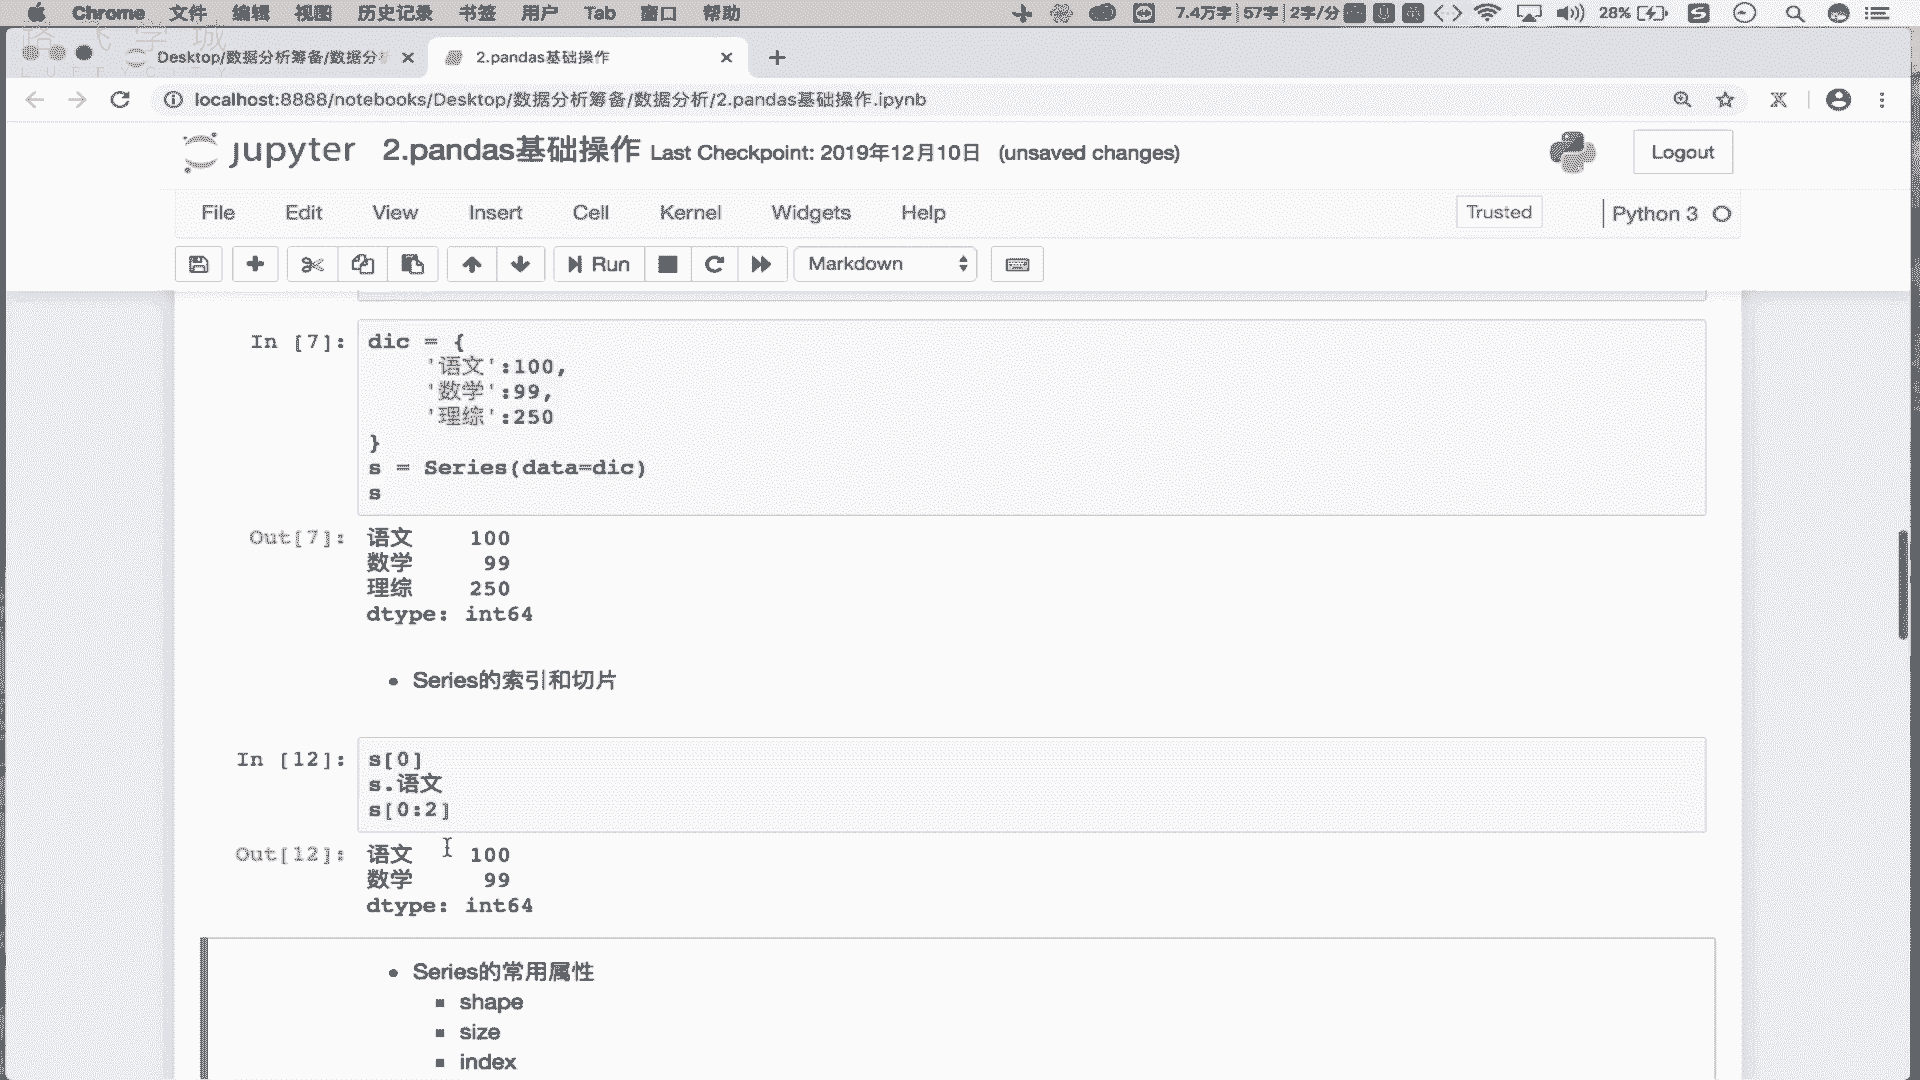 Chrome 文件 编辑 视图 历史记录 书签 用户 Tab 窗口 帮助 7.4万字 57字 2字/分 28%
Desktop/数据分析筹备/数据分 2.pandas基础操作
localhost:8888/notebooks/Desktop/数据分析筹备/数据分析/2.pandas基础操作.ipynb
jupyter 2.pandas基础操作 Last Checkpoint: 2019年12月10日 (unsaved changes) Logout
File Edit View Insert Cell Kernel Widgets Help Trusted Python 3
Run Markdown
In [7]: dic = {
'语文':100,
'数学':99,
'理综':250
}
s = Series(data=dic)
s
Out[7]: 语文 100
数学 99
理综 250
dtype: int64
• Series的索引和切片
In [12]: s[0]
s.语文
s[0:2]
Out[12]: 语文 100
数学 99
dtype: int64
• Series的常用属性
▪ shape
▪ size
▪ index